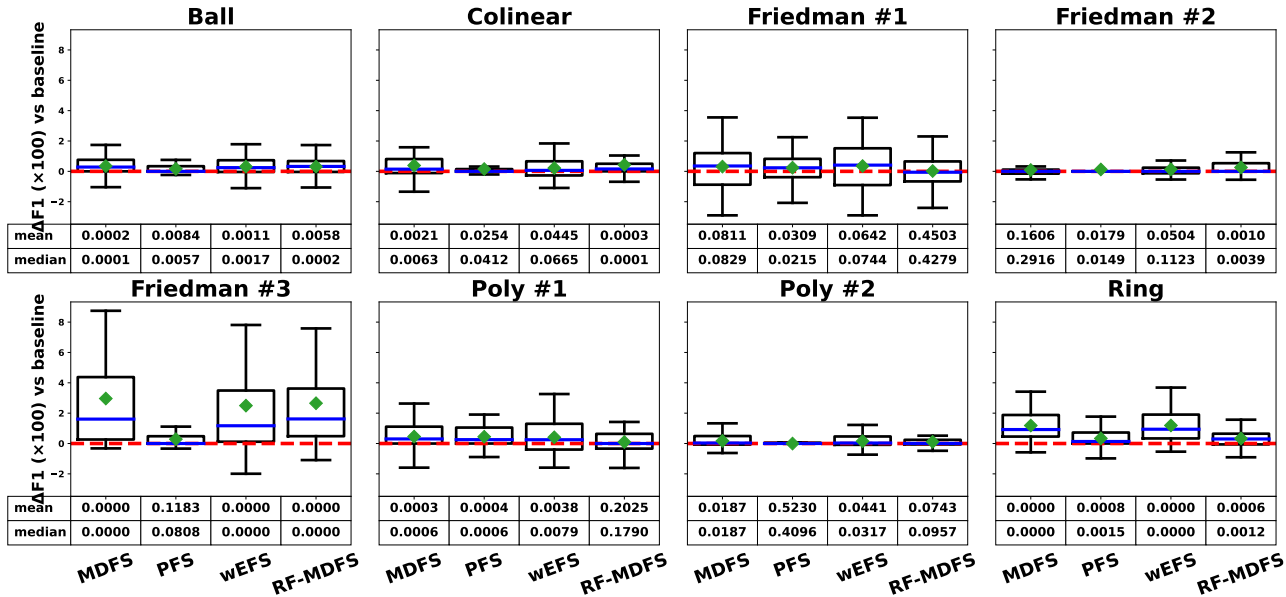 Ball Colinear Friedman #1 Friedman #2
ΔF1 (×100) vs baseline
8
6
4
2
0
−2
mean 0.0002 0.0084 0.0011 0.0058 0.0021 0.0254 0.0445 0.0003 0.0811 0.0309 0.0642 0.4503 0.1606 0.0179 0.0504 0.0010
median 0.0001 0.0057 0.0017 0.0002 0.0063 0.0412 0.0665 0.0001 0.0829 0.0215 0.0744 0.4279 0.2916 0.0149 0.1123 0.0039
Friedman #3 Poly #1 Poly #2 Ring
ΔF1 (×100) vs baseline
8
6
4
2
0
−2
mean 0.0000 0.1183 0.0000 0.0000 0.0003 0.0004 0.0038 0.2025 0.0187 0.5230 0.0441 0.0743 0.0000 0.0008 0.0000 0.0006
median 0.0000 0.0808 0.0000 0.0000 0.0006 0.0006 0.0079 0.1790 0.0187 0.4096 0.0317 0.0957 0.0000 0.0015 0.0000 0.0012
MDFS PFS wEFS RF-MDFS MDFS PFS wEFS RF-MDFS MDFS PFS wEFS RF-MDFS MDFS PFS wEFS RF-MDFS